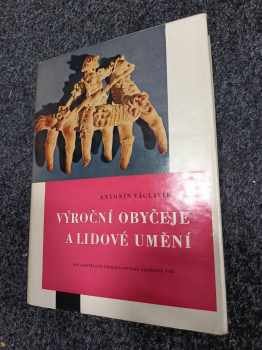 ANTONÍN VÁCLAVÍK
VÝROČNÍ OBYČEJE
A LIDOVÉ UMĚNÍ